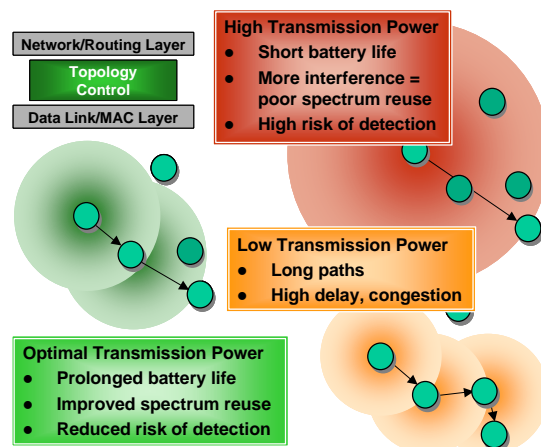 Network/Routing Layer
Topology
Control
Data Link/MAC Layer
High Transmission Power
● Short battery life
● More interference =
poor spectrum reuse
● High risk of detection
Low Transmission Power
● Long paths
● High delay, congestion
Optimal Transmission Power
● Prolonged battery life
● Improved spectrum reuse
● Reduced risk of detection